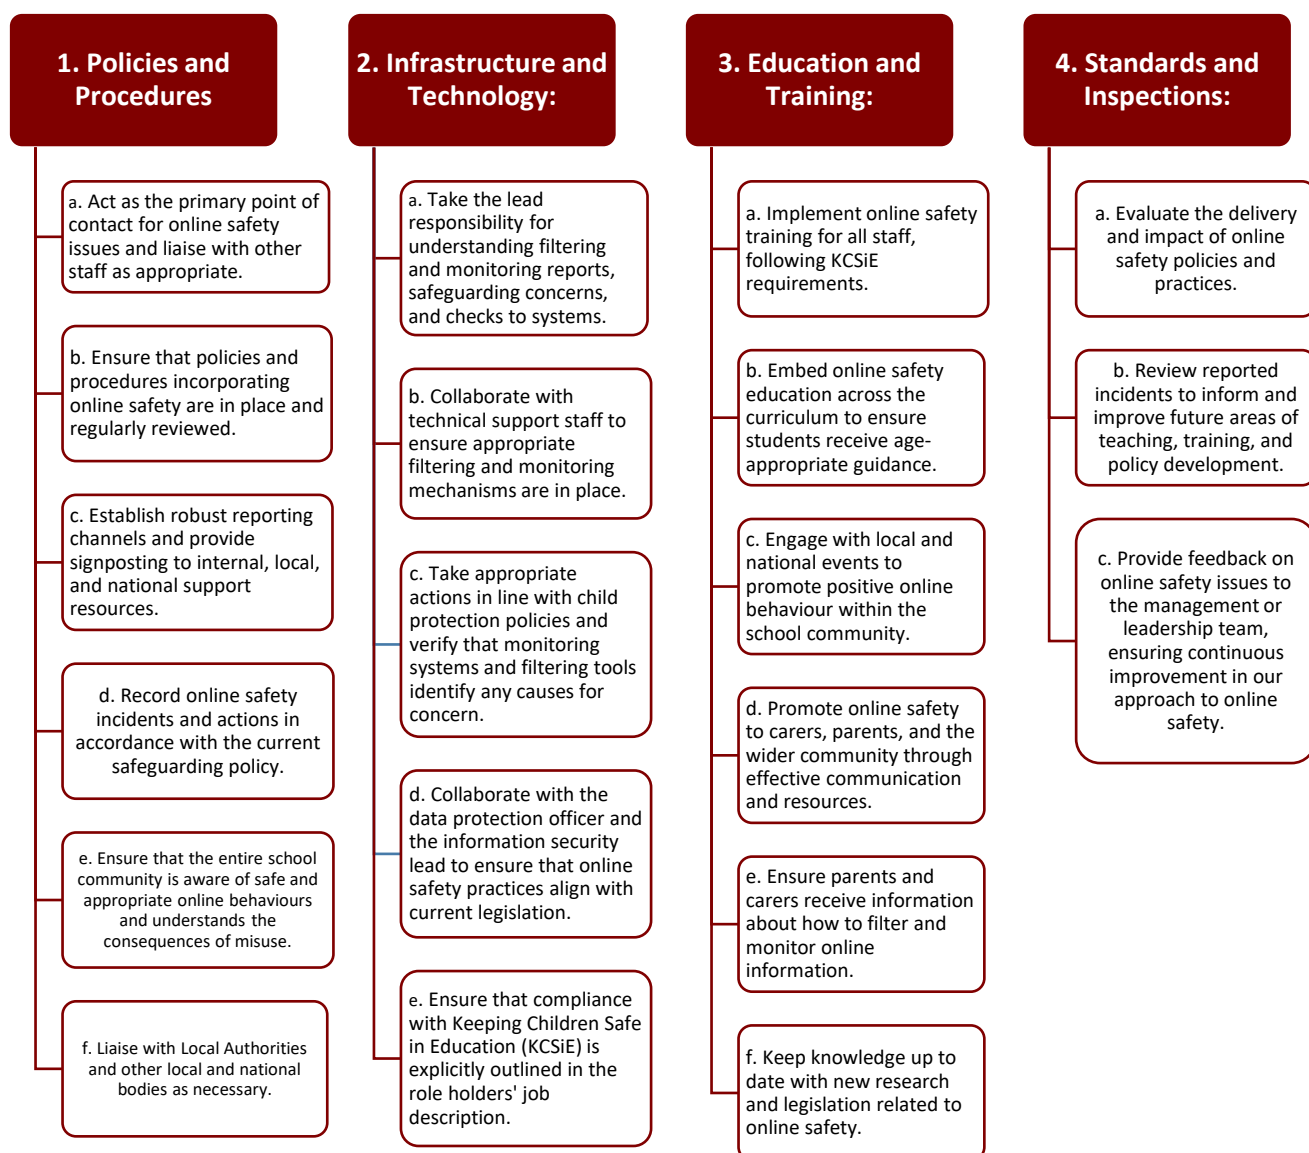 1. Policies and
Procedures
a. Act as the primary point of
contact for online safety
issues and liaise with other
staff as appropriate.
b. Ensure that policies and
procedures incorporating
online safety are in place and
regularly reviewed.
c. Establish robust reporting
channels and provide
signposting to internal, local,
and national support
resources.
d. Record online safety
incidents and actions in
accordance with the current
safeguarding policy.
e. Ensure that the entire school
community is aware of safe and
appropriate online behaviours
and understands the
consequences of misuse.
f. Liaise with Local Authorities
and other local and national
bodies as necessary.
2. Infrastructure and
Technology:
a. Take the lead
responsibility for
understanding filtering
and monitoring reports,
safeguarding concerns,
and checks to systems.
b. Collaborate with
technical support staff to
ensure appropriate
filtering and monitoring
mechanisms are in place.
c. Take appropriate
actions in line with child
protection policies and
verify that monitoring
systems and filtering tools
identify any causes for
concern.
d. Collaborate with the
data protection officer and
the information security
lead to ensure that online
safety practices align with
current legislation.
e. Ensure that compliance
with Keeping Children Safe
in Education (KCSiE) is
explicitly outlined in the
role holders' job
description.
3. Education and
Training:
a. Implement online safety
training for all staff,
following KCSiE
requirements.
b. Embed online safety
education across the
curriculum to ensure
students receive age-
appropriate guidance.
c. Engage with local and
national events to
promote positive online
behaviour within the
school community.
d. Promote online safety
to carers, parents, and the
wider community through
effective communication
and resources.
e. Ensure parents and
carers receive information
about how to filter and
monitor online
information.
f. Keep knowledge up to
date with new research
and legislation related to
online safety.
4. Standards and
Inspections:
a. Evaluate the delivery
and impact of online
safety policies and
practices.
b. Review reported
incidents to inform and
improve future areas of
teaching, training, and
policy development.
c. Provide feedback on
online safety issues to
the management or
leadership team,
ensuring continuous
improvement in our
approach to online
safety.